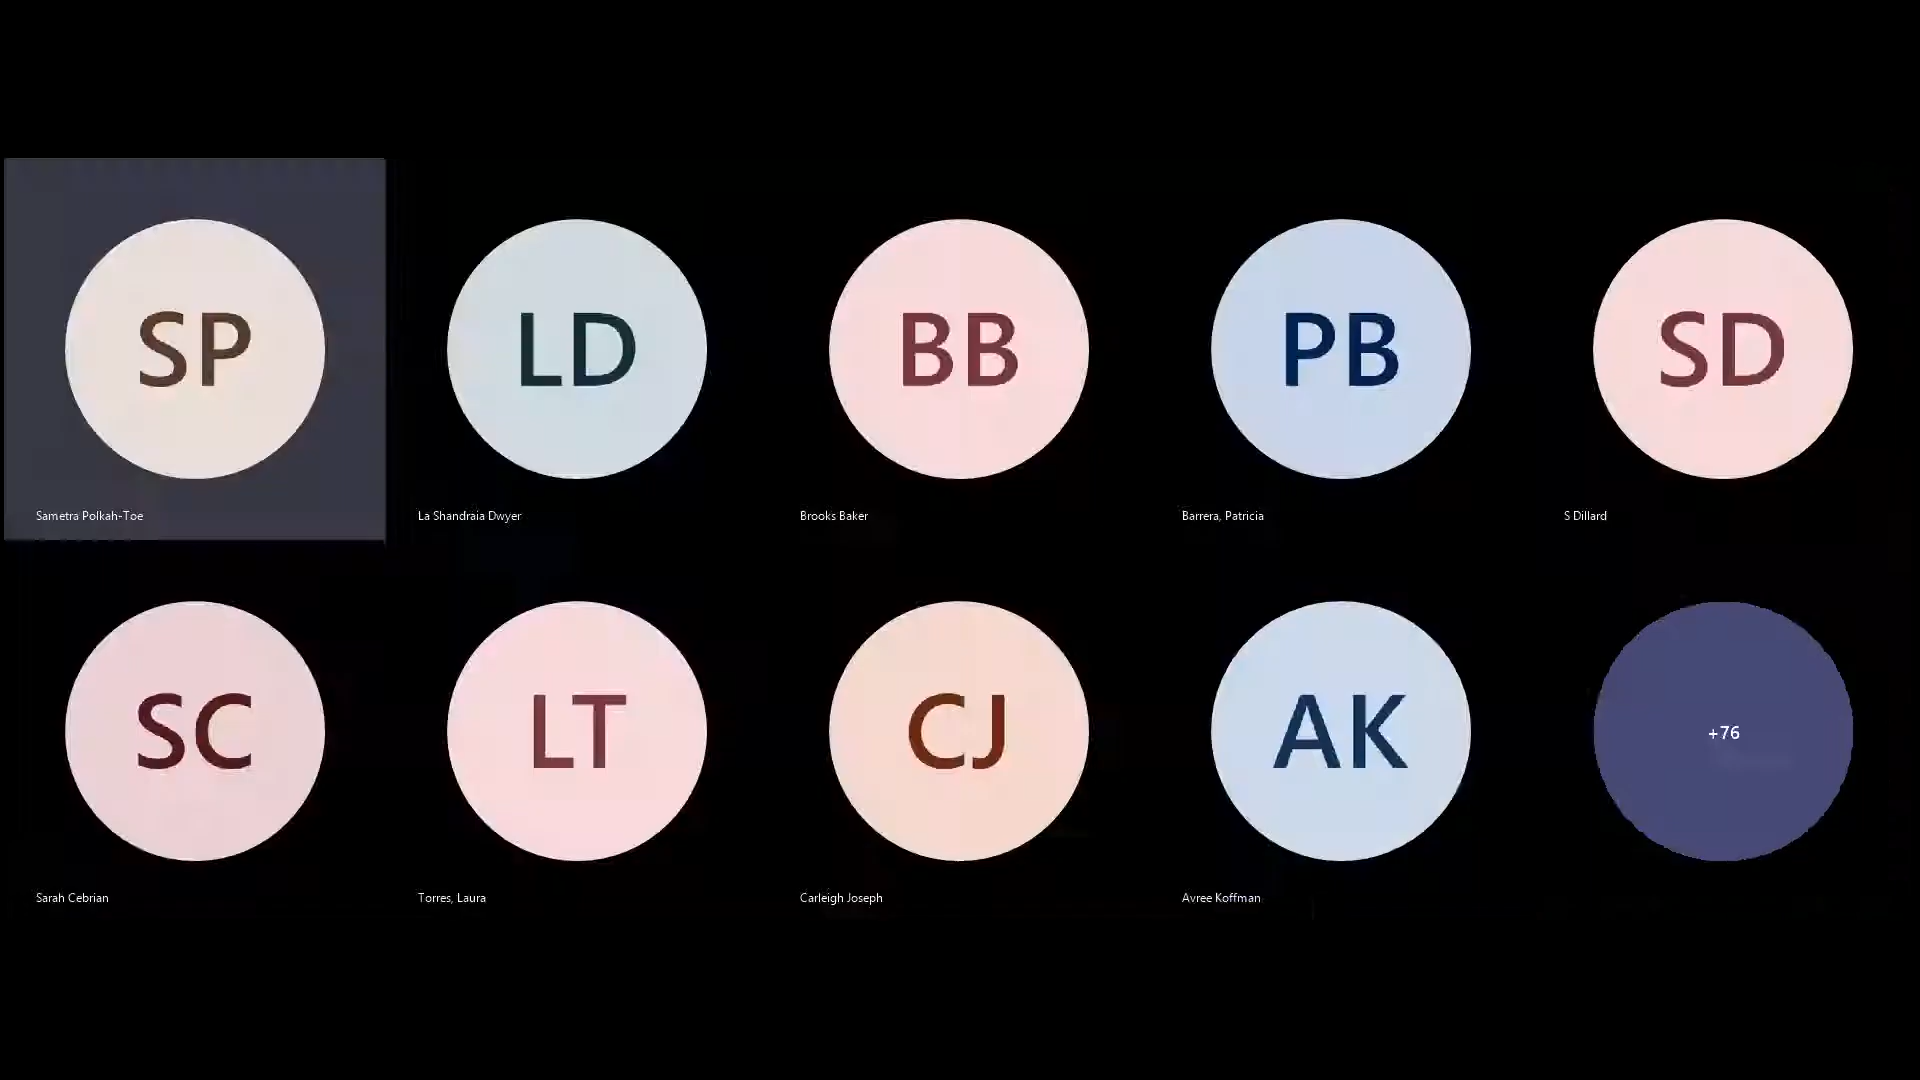 SP
LD
BB
PB
SD
Sametra Polkah-Toe
La Shandraia Dwyer
Brooks Baker
Barrera, Patricia
S Dillard
SC
LT
CJ
AK
+76
Sarah Cebrian
Torres, Laura
Carleigh Joseph
Avree Koffman